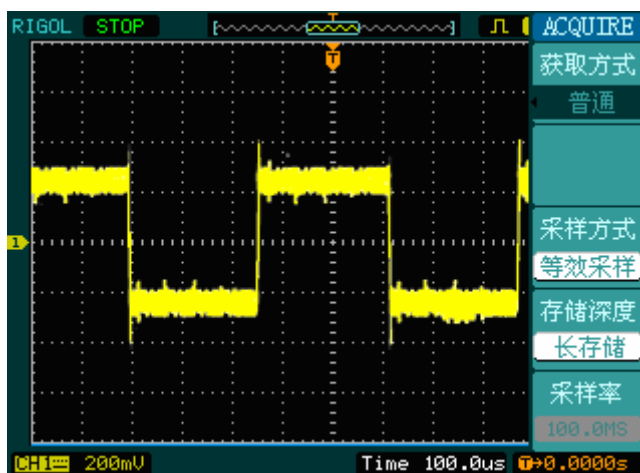 RIGOL STOP T ACQUIRE
T
获取方式
普通
1
采样方式
等效采样
存储深度
长存储
采样率
100.0MS
CH1 200mV Time 100.0us T→0.0000s